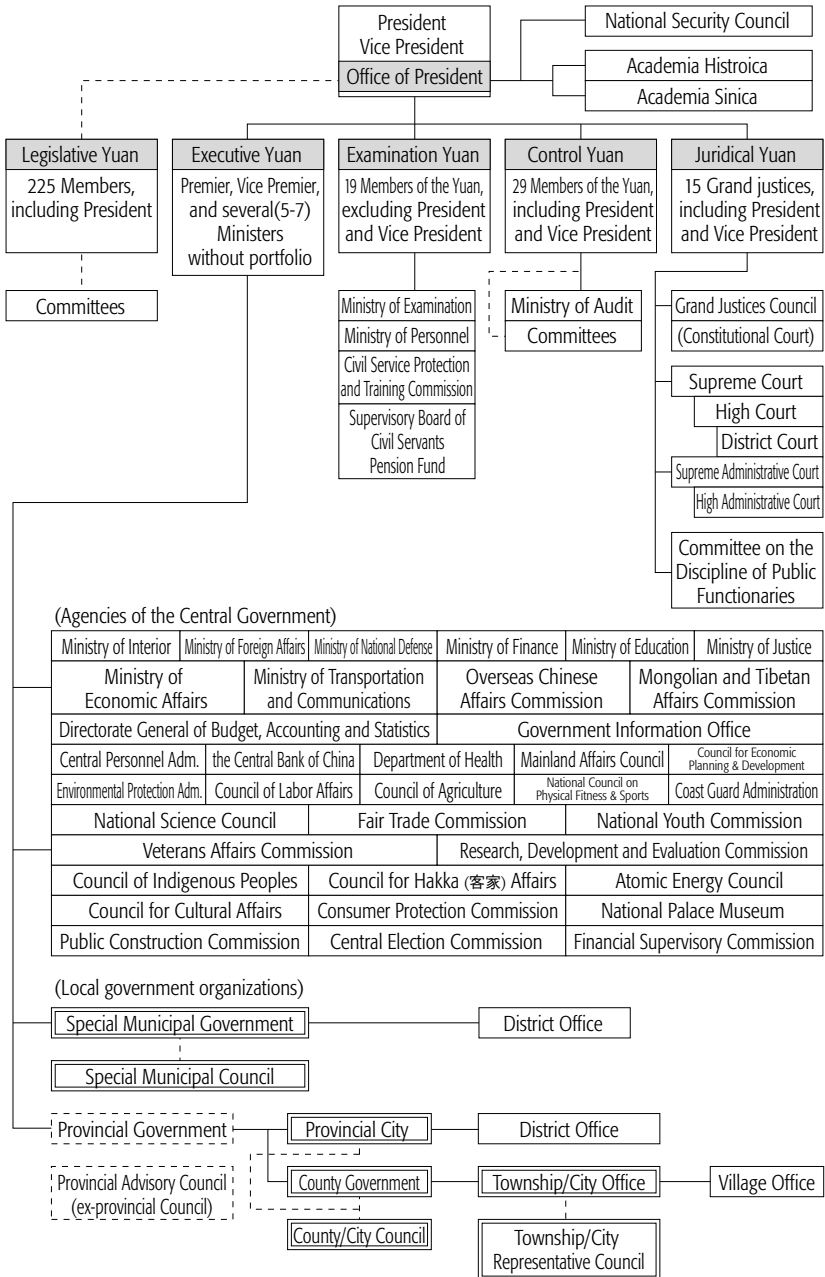 President
Vice President
Office of President
National Security Council
Academia Histroica
Academia Sinica
Legislative Yuan
225 Members,
including President
Committees
Executive Yuan
Premier, Vice Premier,
and several(5-7)
Ministers
without portfolio
Examination Yuan
19 Members of the Yuan,
excluding President
and Vice President
Ministry of Examination
Ministry of Personnel
Civil Service Protection
and Training Commission
Supervisory Board of
Civil Servants
Pension Fund
Control Yuan
29 Members of the Yuan,
including President
and Vice President
Ministry of Audit
Committees
Juridical Yuan
15 Grand justices,
including President
and Vice President
Grand Justices Council
(Constitutional Court)
Supreme Court
High Court
District Court
Supreme Administrative Court
High Administrative Court
Committee on the
Discipline of Public
Functionaries
(Agencies of the Central Government)
Ministry of Interior
Ministry of Foreign Affairs
Ministry of National Defense
Ministry of Finance
Ministry of Education
Ministry of Justice
Ministry of
Economic Affairs
Ministry of Transportation
and Communications
Overseas Chinese
Affairs Commission
Mongolian and Tibetan
Affairs Commission
Directorate General of Budget, Accounting and Statistics
Government Information Office
Central Personnel Adm.
the Central Bank of China
Department of Health
Mainland Affairs Council
Council for Economic
Planning & Development
Environmental Protection Adm.
Council of Labor Affairs
Council of Agriculture
National Council on
Physical Fitness & Sports
Coast Guard Administration
National Science Council
Fair Trade Commission
National Youth Commission
Veterans Affairs Commission
Research, Development and Evaluation Commission
Council of Indigenous Peoples
Council for Hakka (客家) Affairs
Atomic Energy Council
Council for Cultural Affairs
Consumer Protection Commission
National Palace Museum
Public Construction Commission
Central Election Commission
Financial Supervisory Commission
(Local government organizations)
Special Municipal Government
District Office
Special Municipal Council
Provincial Government
Provincial City
District Office
Provincial Advisory Council
(ex-provincial Council)
County Government
Township/City Office
Village Office
County/City Council
Township/City
Representative Council